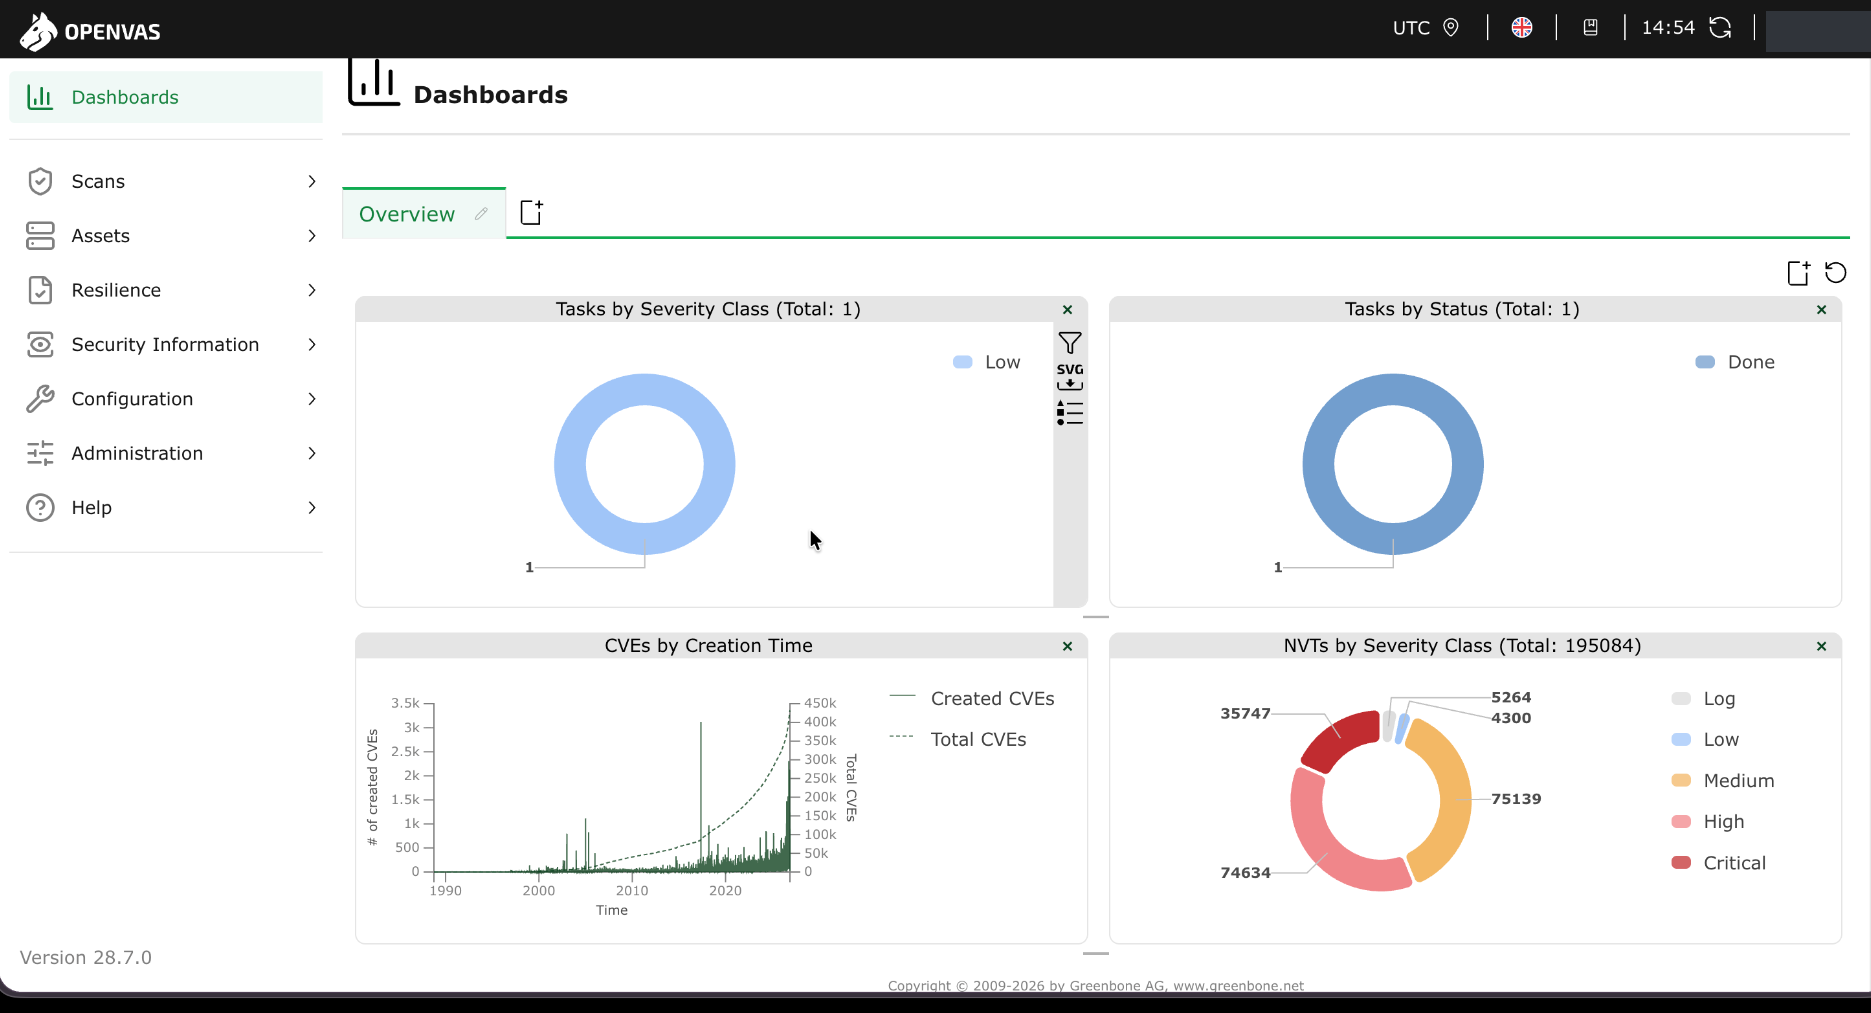 OPENVAS
UTC
14:54
Dashboards
Scans
Assets
Resilience
Security Information
Configuration
Administration
Help
Version 28.7.0
Dashboards
Overview
Tasks by Severity Class (Total: 1)
Low
SVG
1
Tasks by Status (Total: 1)
Done
1
CVEs by Creation Time
3.5k
3k
2.5k
2k
1.5k
1k
500
0
# of created CVEs
450k
400k
350k
300k
250k
200k
150k
100k
50k
0
Total CVEs
1990
2000
2010
2020
Time
Created CVEs
Total CVEs
NVTs by Severity Class (Total: 195084)
5264
4300
35747
75139
74634
Log
Low
Medium
High
Critical
Copyright © 2009-2026 by Greenbone AG, www.greenbone.net